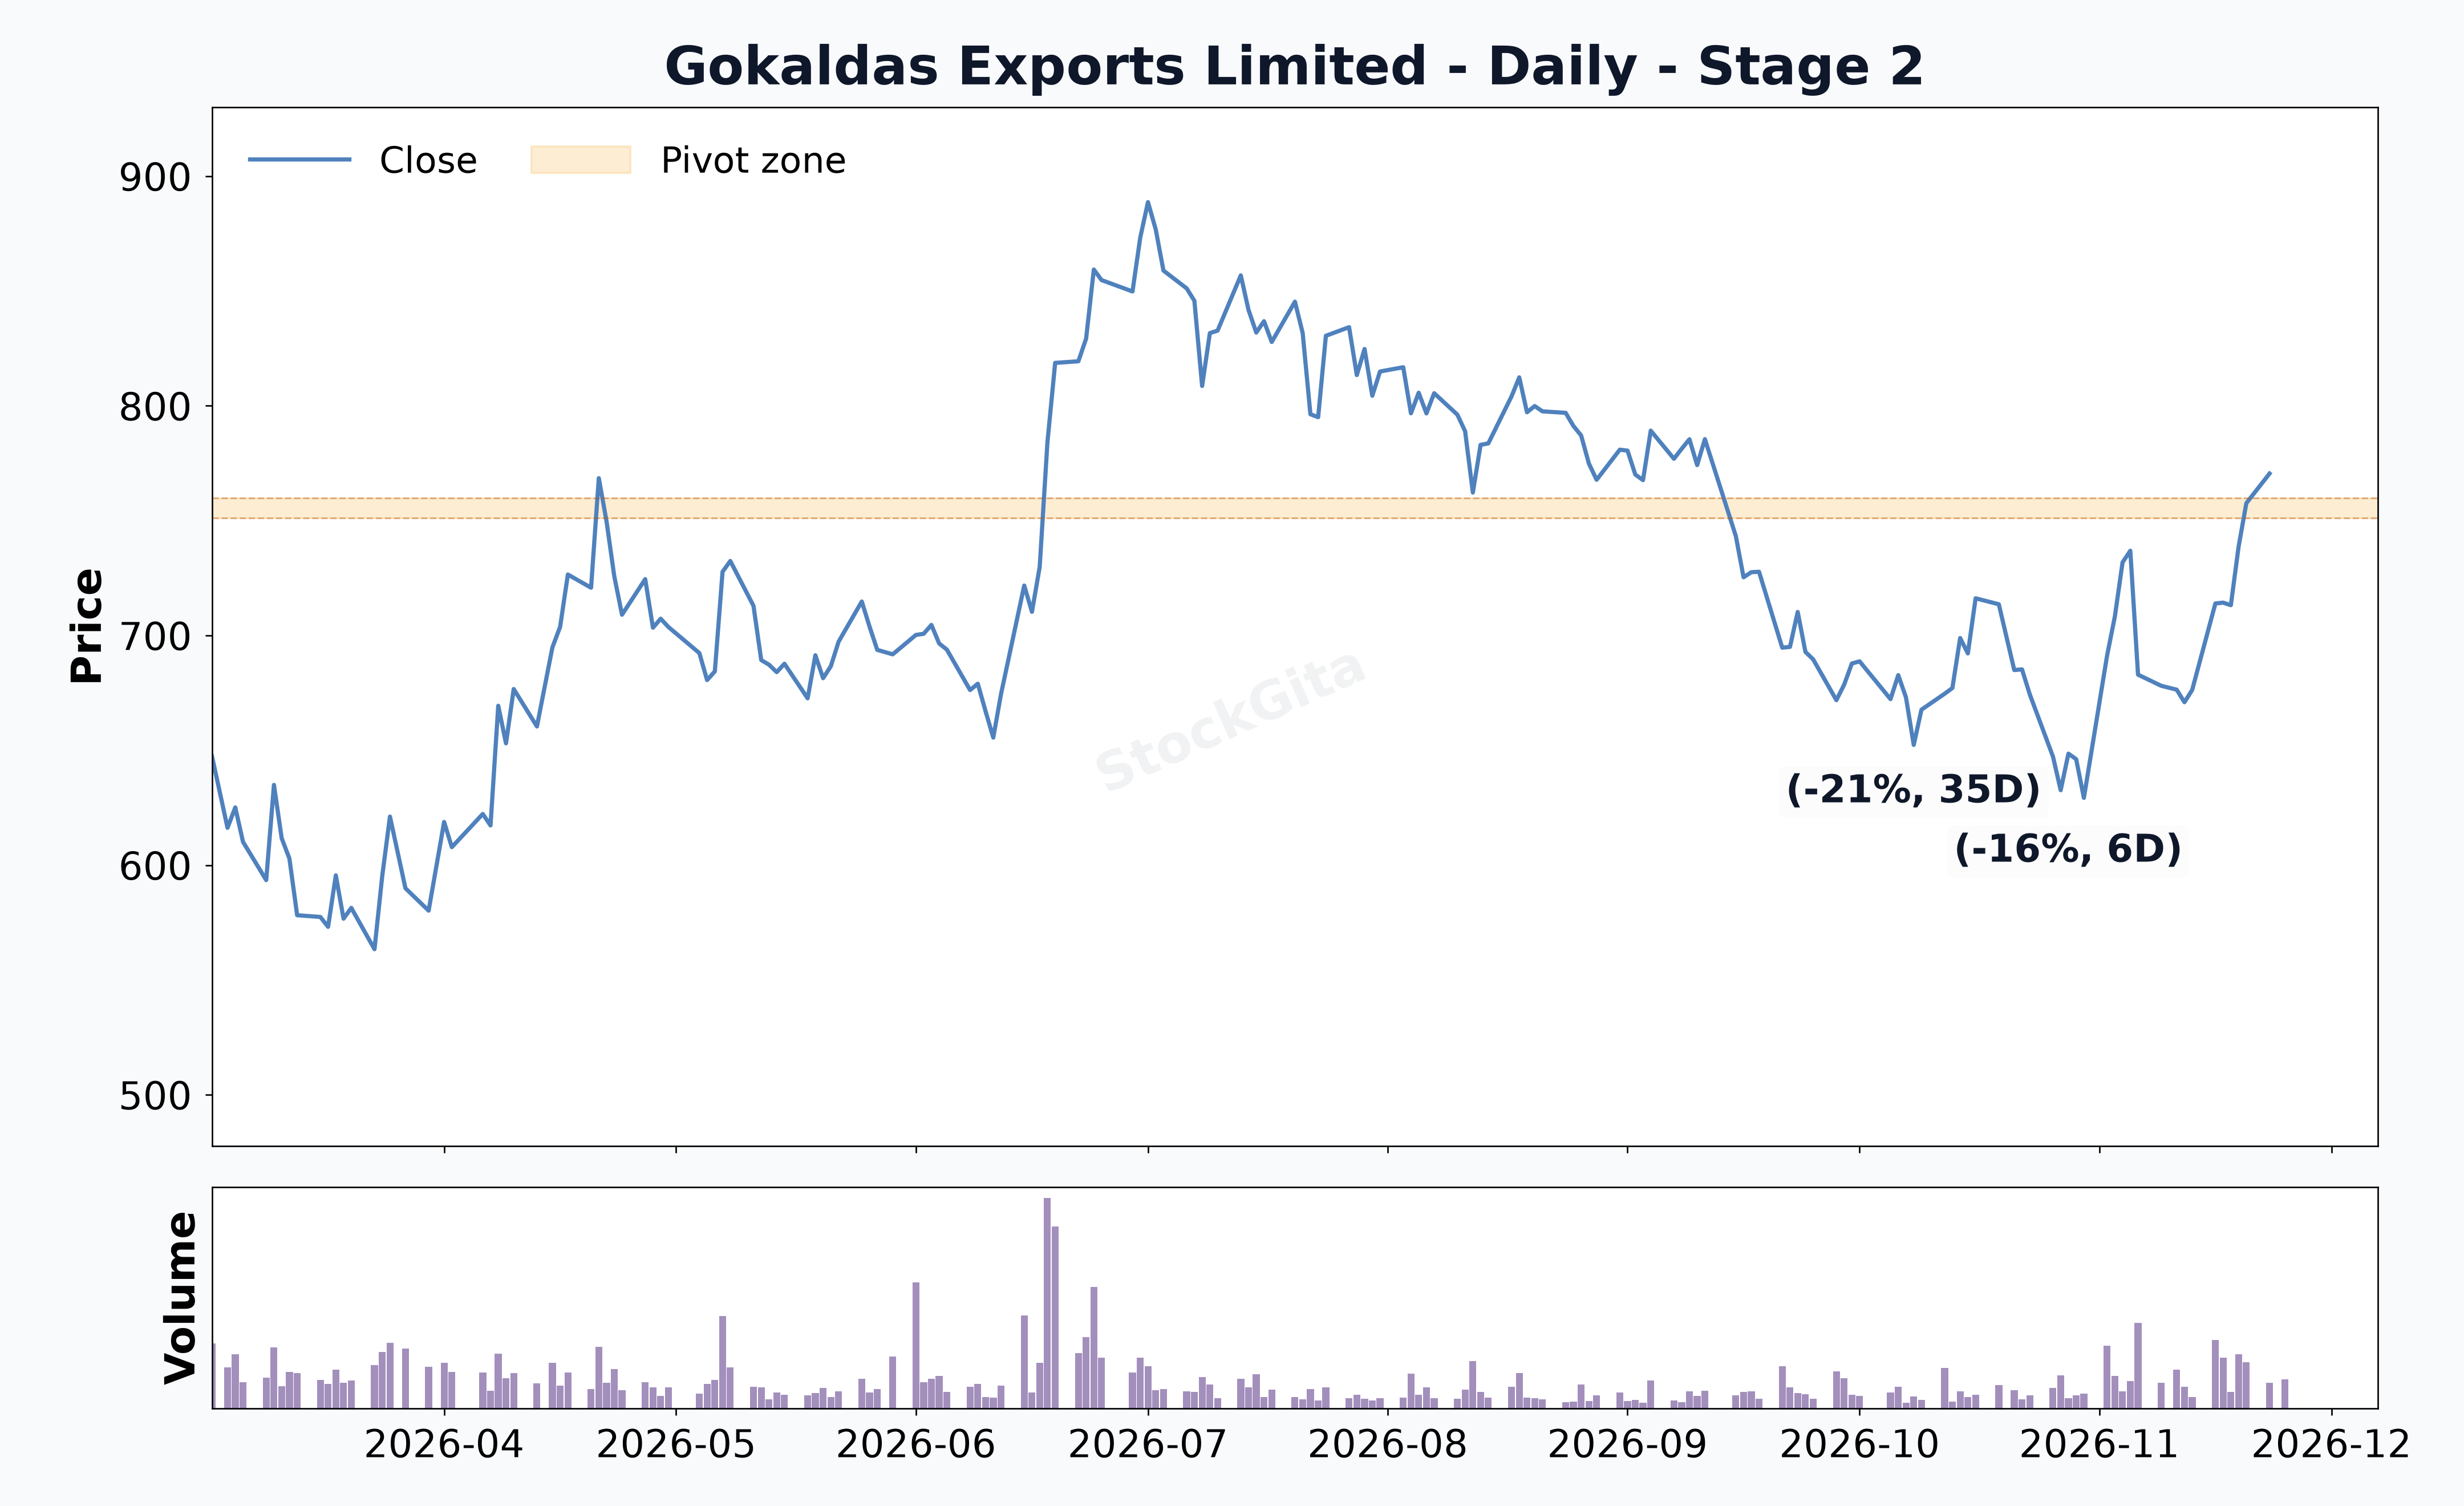 Gokaldas Exports Limited - Daily - Stage 2
Close
Pivot zone
900
800
700
600
500
Price
StockGita
(-21%, 35D)
(-16%, 6D)
Volume
2026-04
2026-05
2026-06
2026-07
2026-08
2026-09
2026-10
2026-11
2026-12